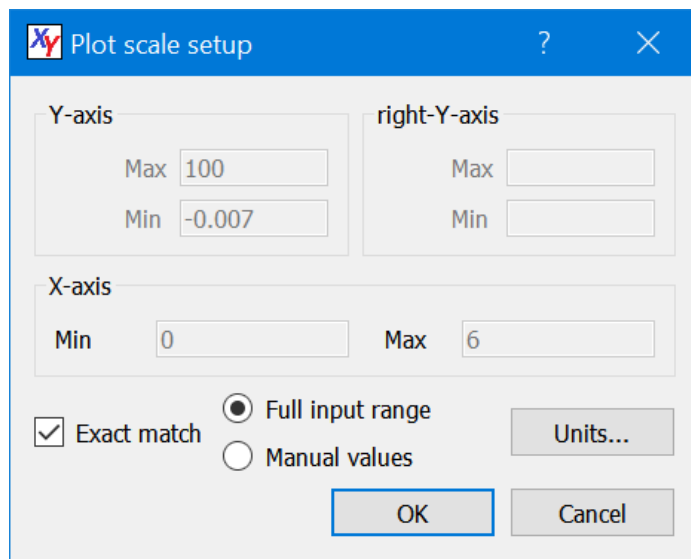 XY Plot scale setup ?
Y-axis
Max 100
Min -0.007
right-Y-axis
Max
Min
X-axis
Min 0 Max 6
Exact match
Full input range
Manual values
Units...
OK Cancel